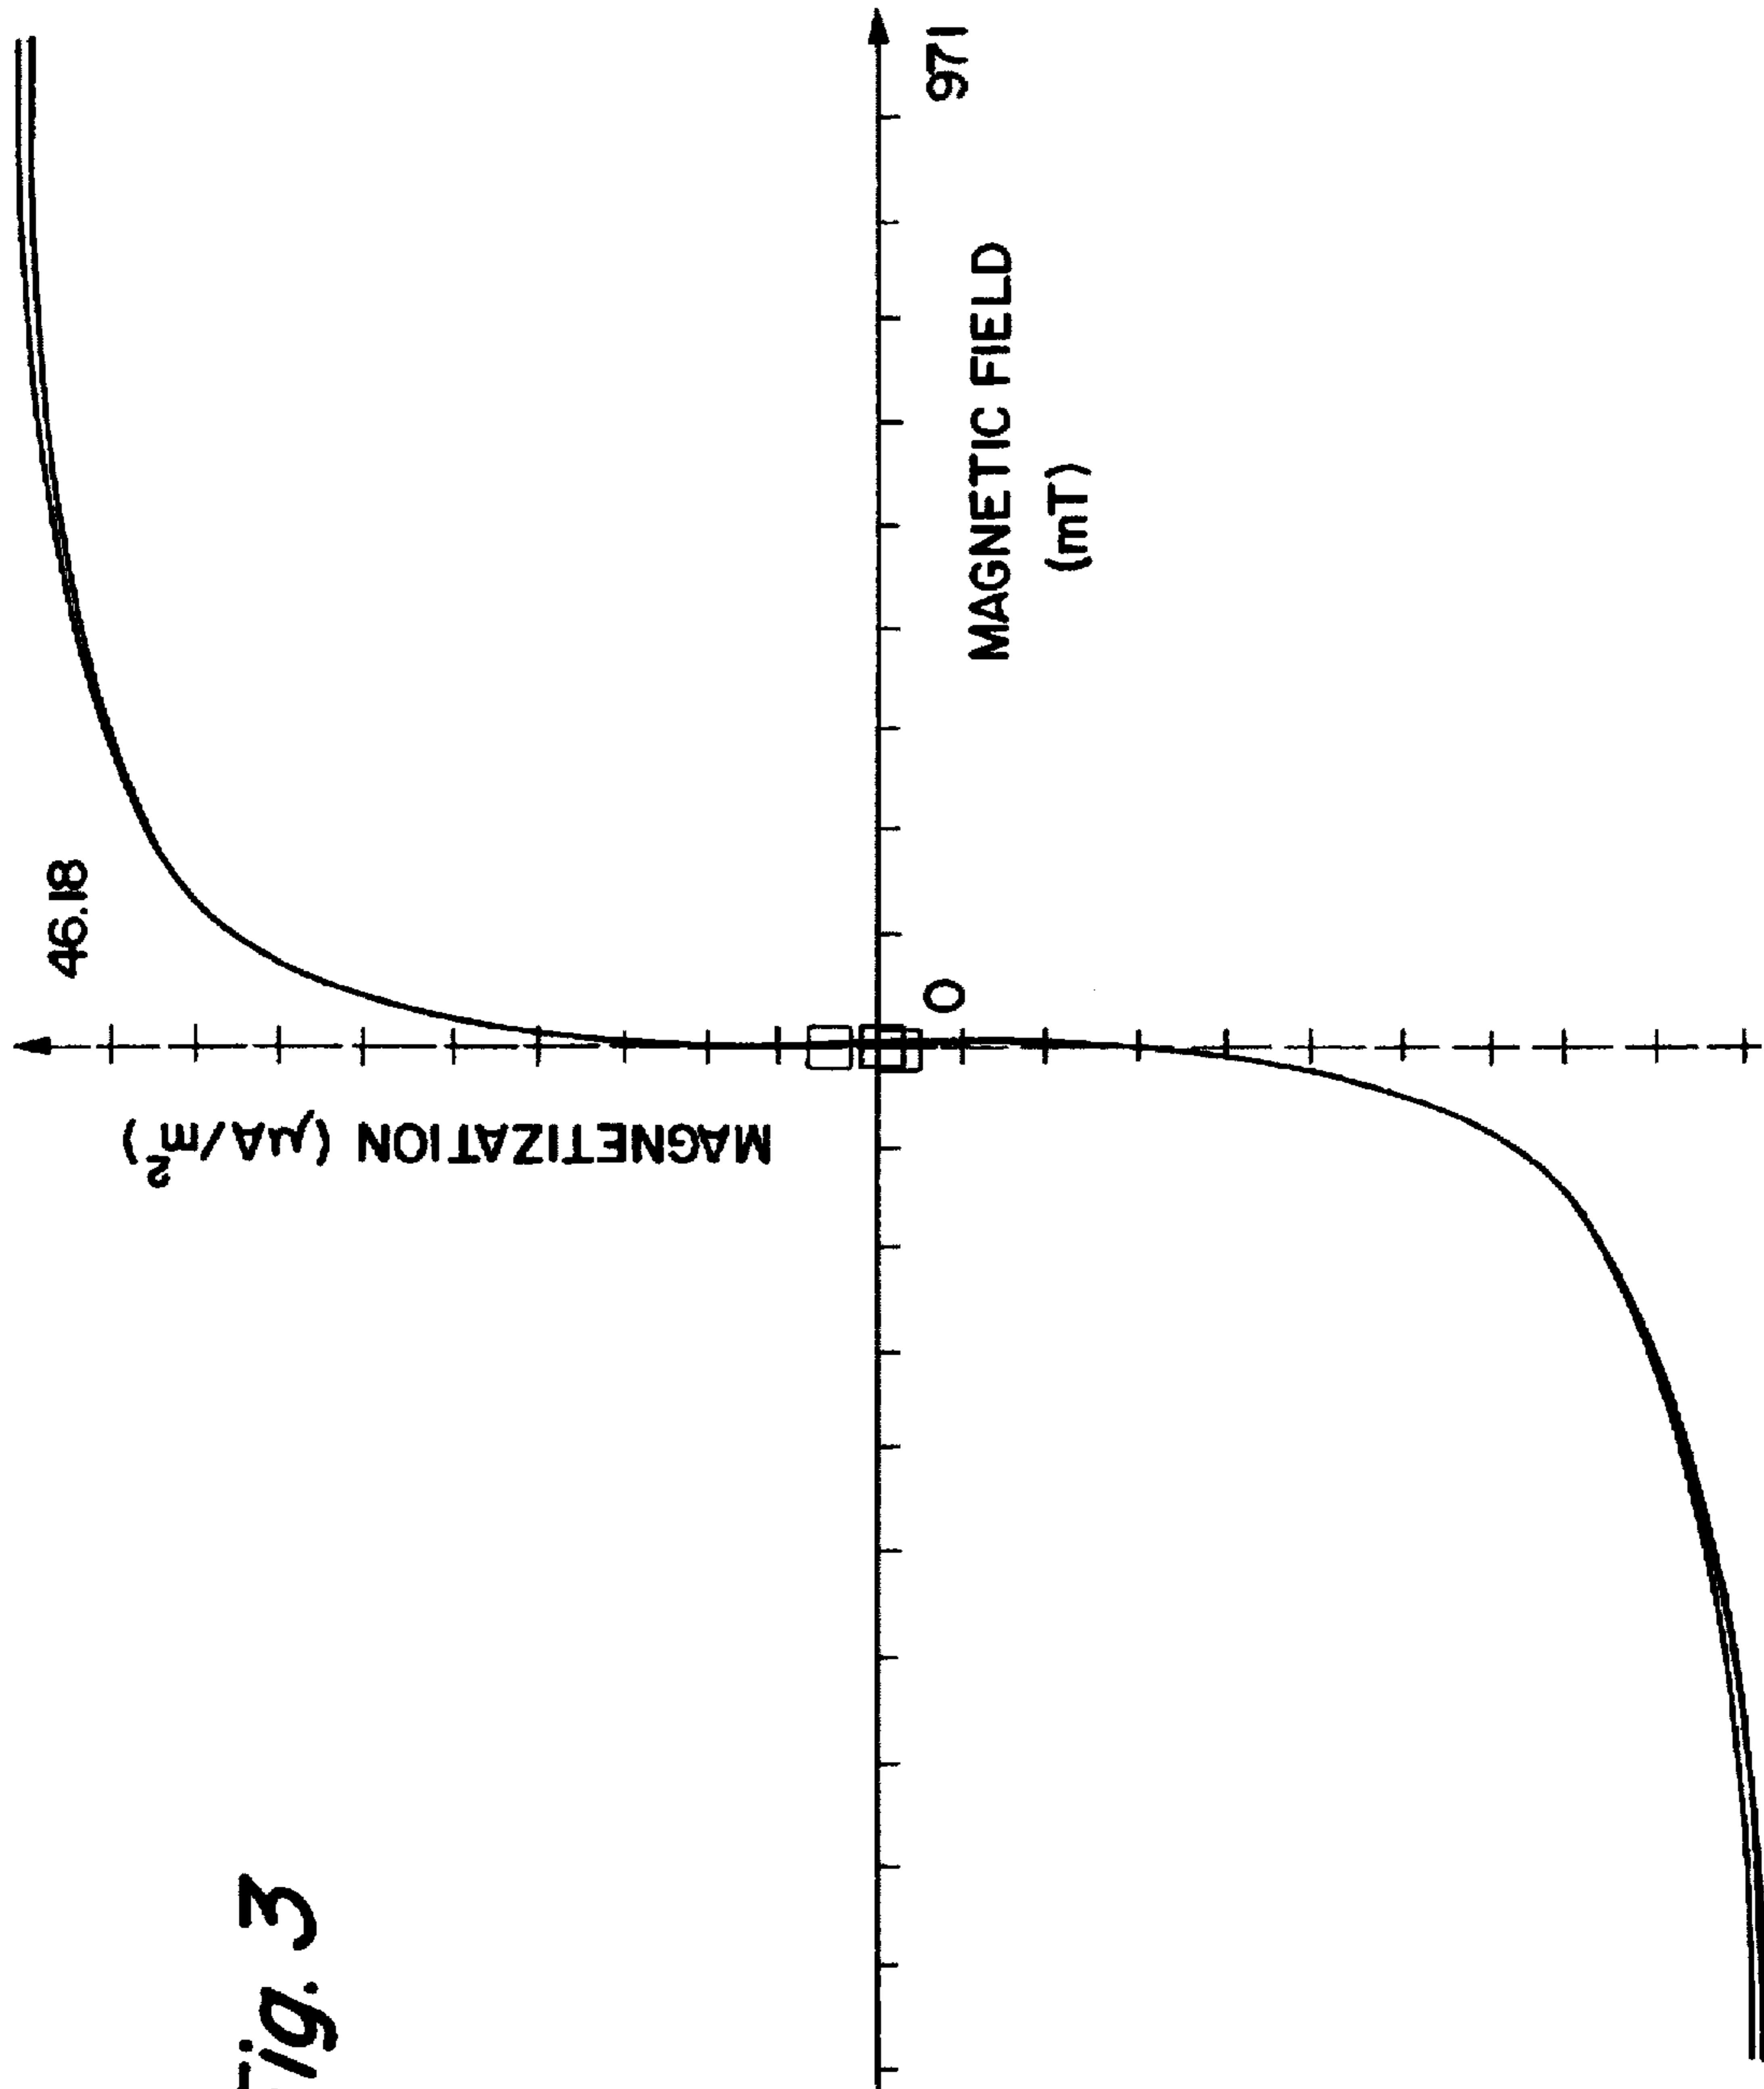 Fig. 3
46.18
MAGNETIZATION (μA/m²)
0
971
MAGNETIC FIELD
(mT)